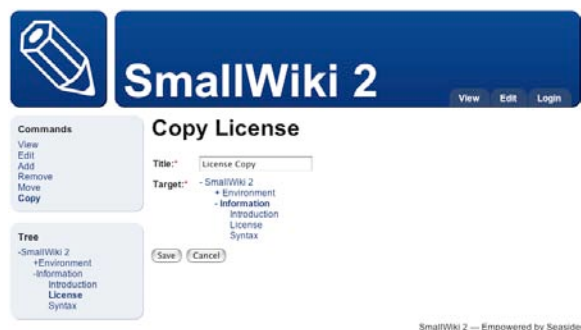 SmallWiki 2
View Edit Login
Commands
View
Edit
Add
Remove
Move
Copy
Tree
-SmallWiki 2
+Environment
-Information
Introduction
License
Syntax
Copy License
Title:* License Copy
Target:* - SmallWiki 2
+ Environment
- Information
Introduction
License
Syntax
Save Cancel
SmallWiki 2 — Empowered by Seaside